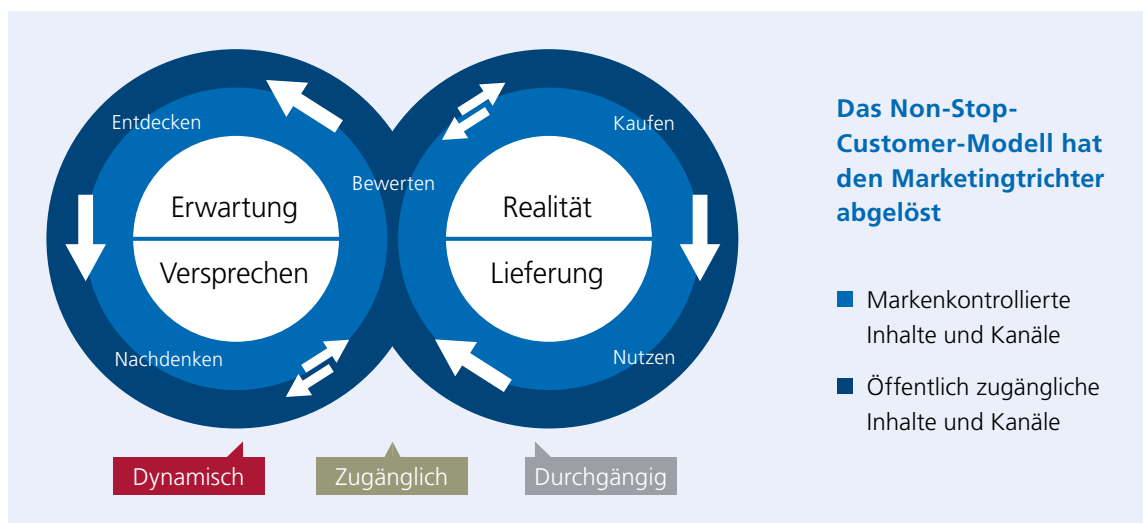 Entdecken
Bewerten
Kaufen
Erwartung
Versprechen
Realität
Lieferung
Nachdenken
Nutzen
Dynamisch
Zugänglich
Durchgängig
Das Non-Stop-
Customer-Modell hat
den Marketingtrichter
abgelöst
Markenkontrollierte
Inhalte und Kanäle
Öffentlich zugängliche
Inhalte und Kanäle